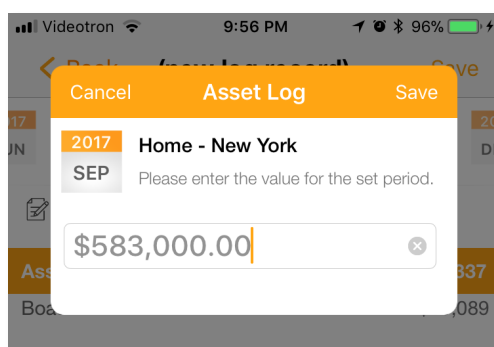 Videotron 9:56 PM 96%
Cancel Asset Log Save
2017 Home - New York
SEP Please enter the value for the set period.
$583,000.00